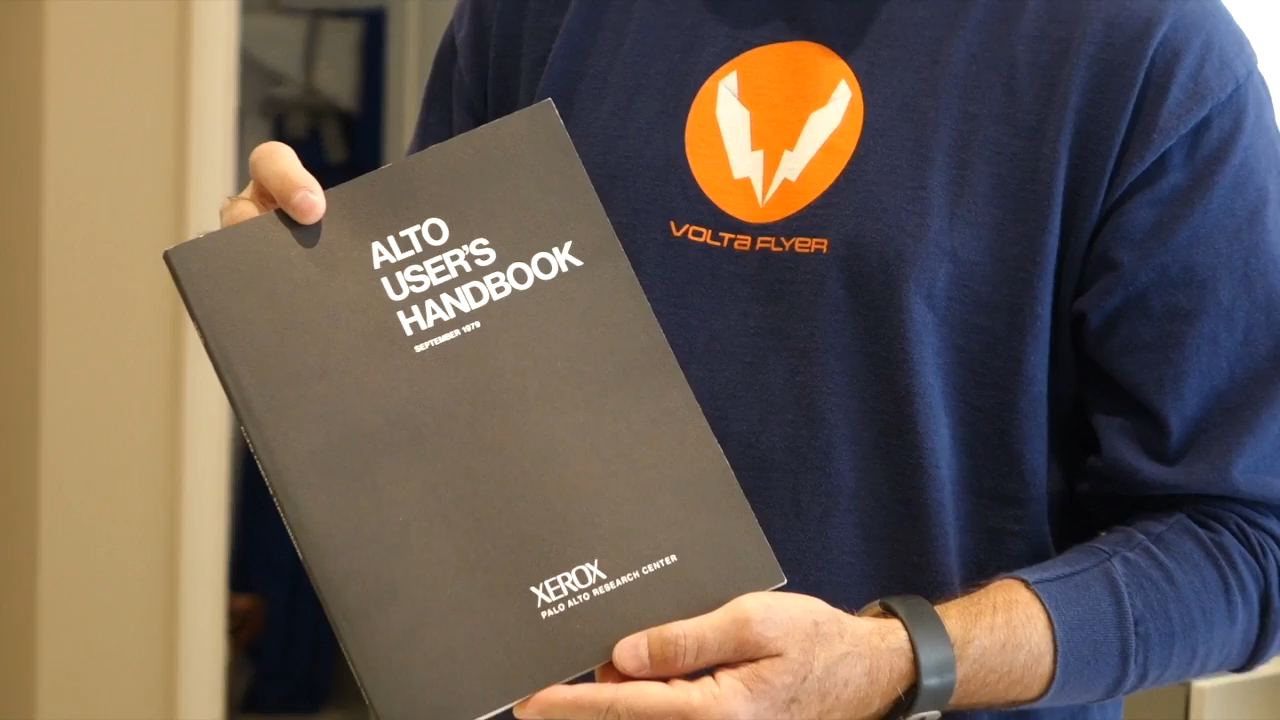 ALTO
USER'S
HANDBOOK
SEPTEMBER 1979
XEROX
PALO ALTO RESEARCH CENTER
VOLTA FLYER